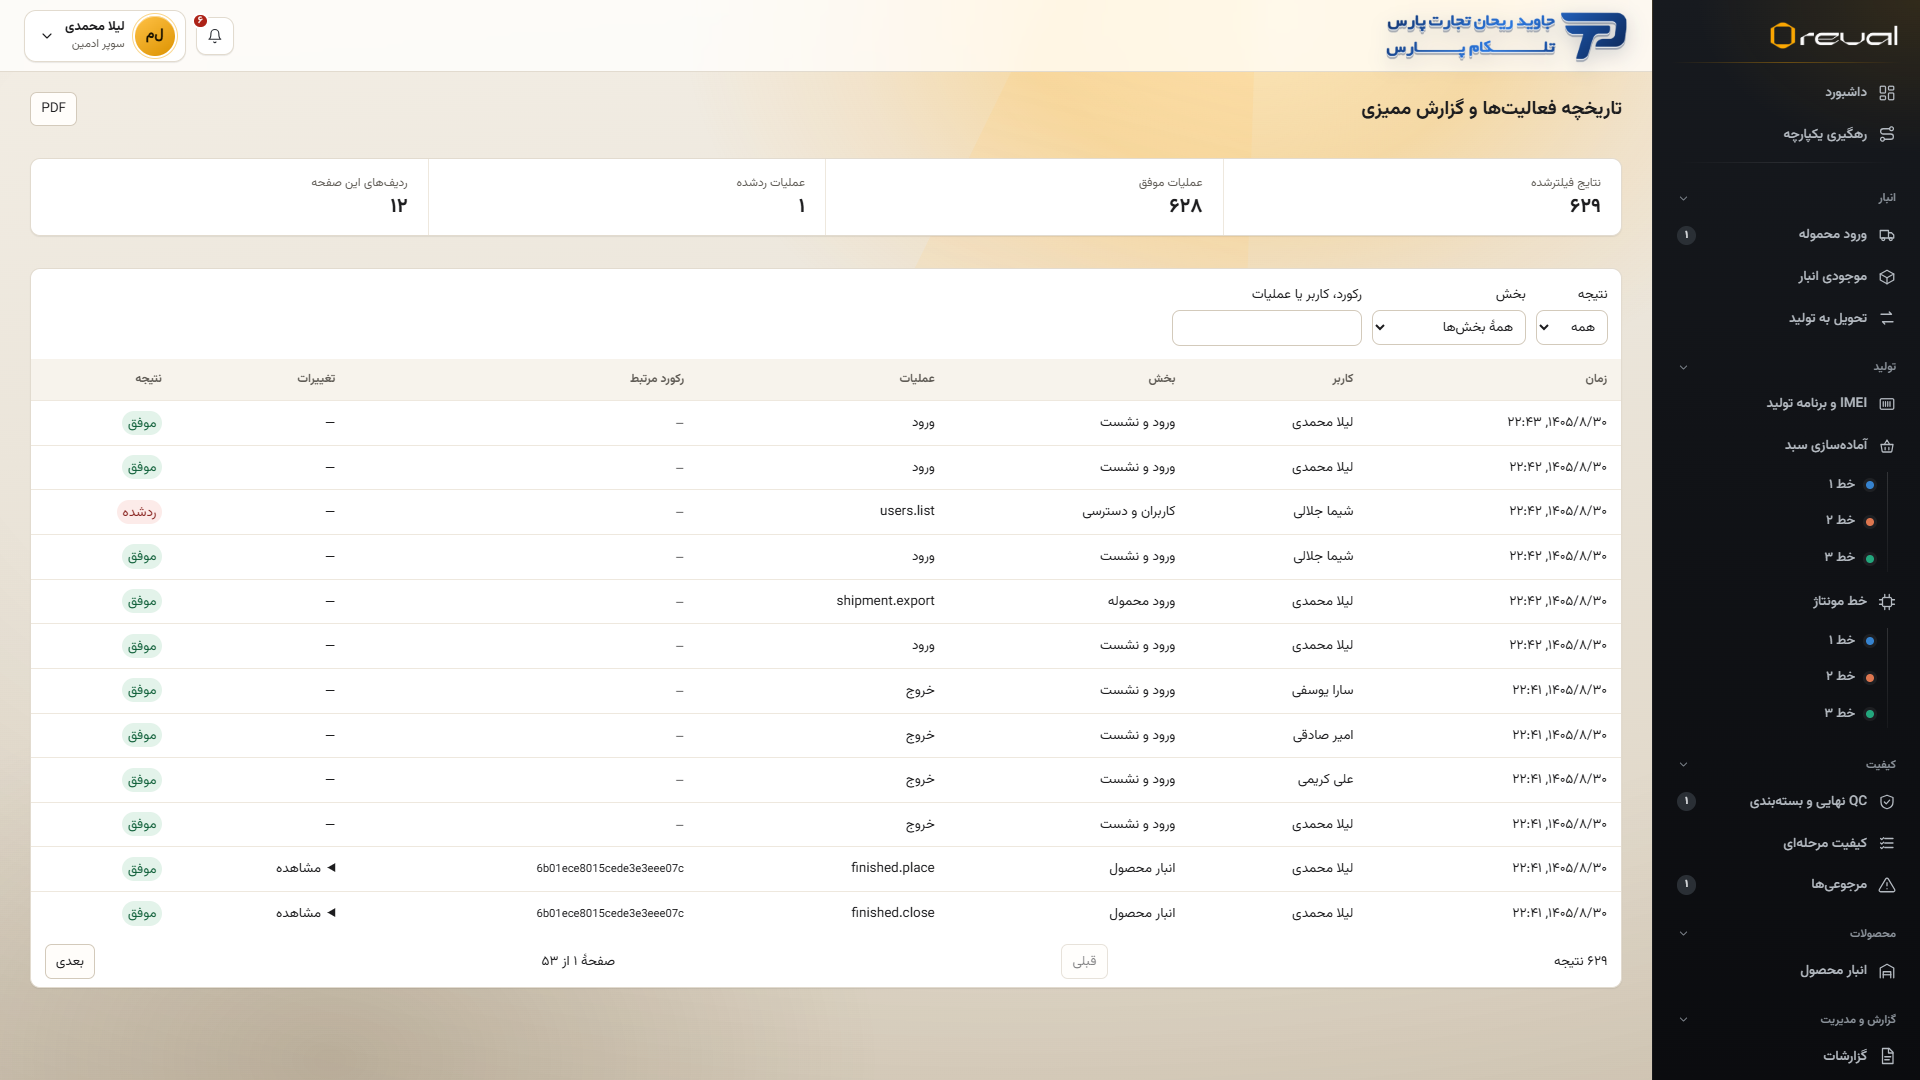 Oreval
داشبورد
رهگیری یکپارچه
انبار
ورود محموله
۱
موجودی انبار
تحویل به تولید
تولید
IMEI و برنامه تولید
آماده‌سازی سبد
خط ۱
خط ۲
خط ۳
خط مونتاژ
خط ۱
خط ۲
خط ۳
کیفیت
QC نهایی و بسته‌بندی
۱
کیفیت مرحله‌ای
مرجوعی‌ها
۱
محصولات
انبار محصول
گزارش و مدیریت
گزارشات
جاوید ریحان تجارت پارس
تلکام پارس
۶
ل‌م
لیلا محمدی
سوپر ادمین
تاریخچه فعالیت‌ها و گزارش ممیزی
PDF
نتایج فیلترشده
۶۲۹
عملیات موفق
۶۲۸
عملیات ردشده
۱
ردیف‌های این صفحه
۱۲
نتیجه
همه
بخش
همهٔ بخش‌ها
رکورد، کاربر یا عملیات
زمان کاربر بخش عملیات رکورد مرتبط تغییرات نتیجه
۱۴۰۵/۸/۳۰, ۲۲:۴۳ لیلا محمدی ورود و نشست ورود – — موفق
۱۴۰۵/۸/۳۰, ۲۲:۴۲ لیلا محمدی ورود و نشست ورود – — موفق
۱۴۰۵/۸/۳۰, ۲۲:۴۲ شیما جلالی کاربران و دسترسی users.list – — ردشده
۱۴۰۵/۸/۳۰, ۲۲:۴۲ شیما جلالی ورود و نشست ورود – — موفق
۱۴۰۵/۸/۳۰, ۲۲:۴۲ لیلا محمدی ورود محموله shipment.export – — موفق
۱۴۰۵/۸/۳۰, ۲۲:۴۲ لیلا محمدی ورود و نشست ورود – — موفق
۱۴۰۵/۸/۳۰, ۲۲:۴۱ سارا یوسفی ورود و نشست خروج – — موفق
۱۴۰۵/۸/۳۰, ۲۲:۴۱ امیر صادقی ورود و نشست خروج – — موفق
۱۴۰۵/۸/۳۰, ۲۲:۴۱ علی کریمی ورود و نشست خروج – — موفق
۱۴۰۵/۸/۳۰, ۲۲:۴۱ لیلا محمدی ورود و نشست خروج – — موفق
۱۴۰۵/۸/۳۰, ۲۲:۴۱ لیلا محمدی انبار محصول finished.place 6b01ece8015cede3e3eee07c مشاهده موفق
۱۴۰۵/۸/۳۰, ۲۲:۴۱ لیلا محمدی انبار محصول finished.close 6b01ece8015cede3e3eee07c مشاهده موفق
۶۲۹ نتیجه
قبلی
صفحهٔ ۱ از ۵۳
بعدی